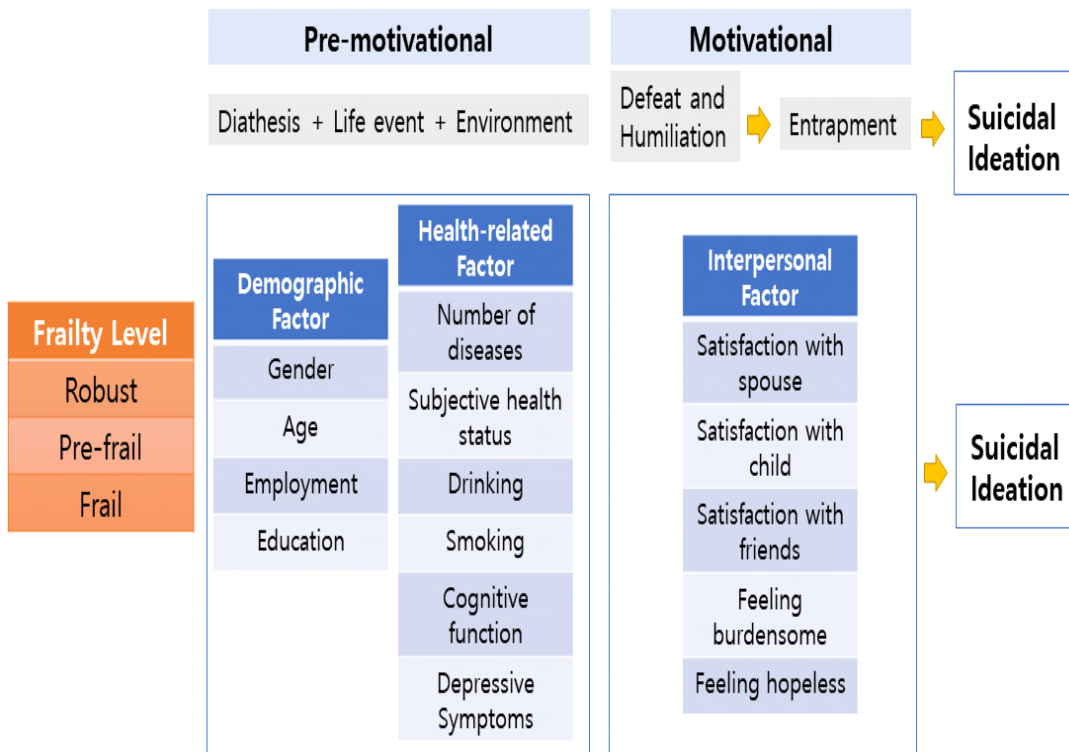 Pre-motivational
Motivational
Diathesis + Life event + Environment
Defeat and
Humiliation
Entrapment
Suicidal
Ideation
Frailty Level
Robust
Pre-frail
Frail
Demographic
Factor
Gender
Age
Employment
Education
Health-related
Factor
Number of
diseases
Subjective health
status
Drinking
Smoking
Cognitive
function
Depressive
Symptoms
Interpersonal
Factor
Satisfaction with
spouse
Satisfaction with
child
Satisfaction with
friends
Feeling
burdensome
Feeling hopeless
Suicidal
Ideation